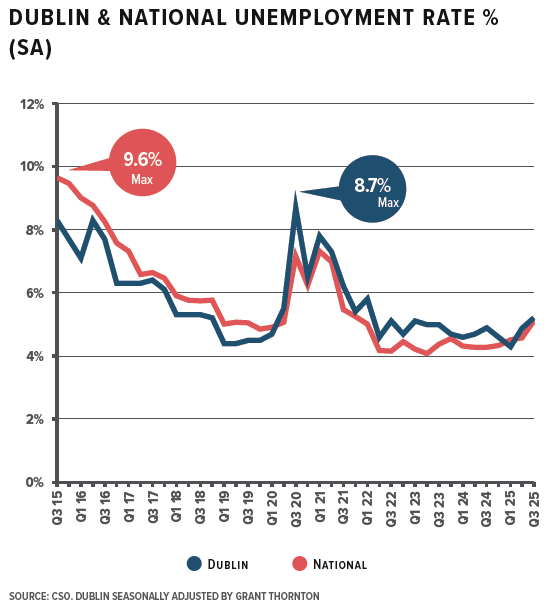 DUBLIN & NATIONAL UNEMPLOYMENT RATE %
(SA)
12%
10%
8%
6%
4%
2%
0%
9.6%
Max
8.7%
Max
Q3 15
Q1 16
Q3 16
Q1 17
Q3 17
Q1 18
Q3 18
Q1 19
Q3 19
Q1 20
Q3 20
Q1 21
Q3 21
Q1 22
Q3 22
Q1 23
Q3 23
Q1 24
Q3 24
Q1 25
Q3 25
DUBLIN
NATIONAL
SOURCE: CSO. DUBLIN SEASONALLY ADJUSTED BY GRANT THORNTON